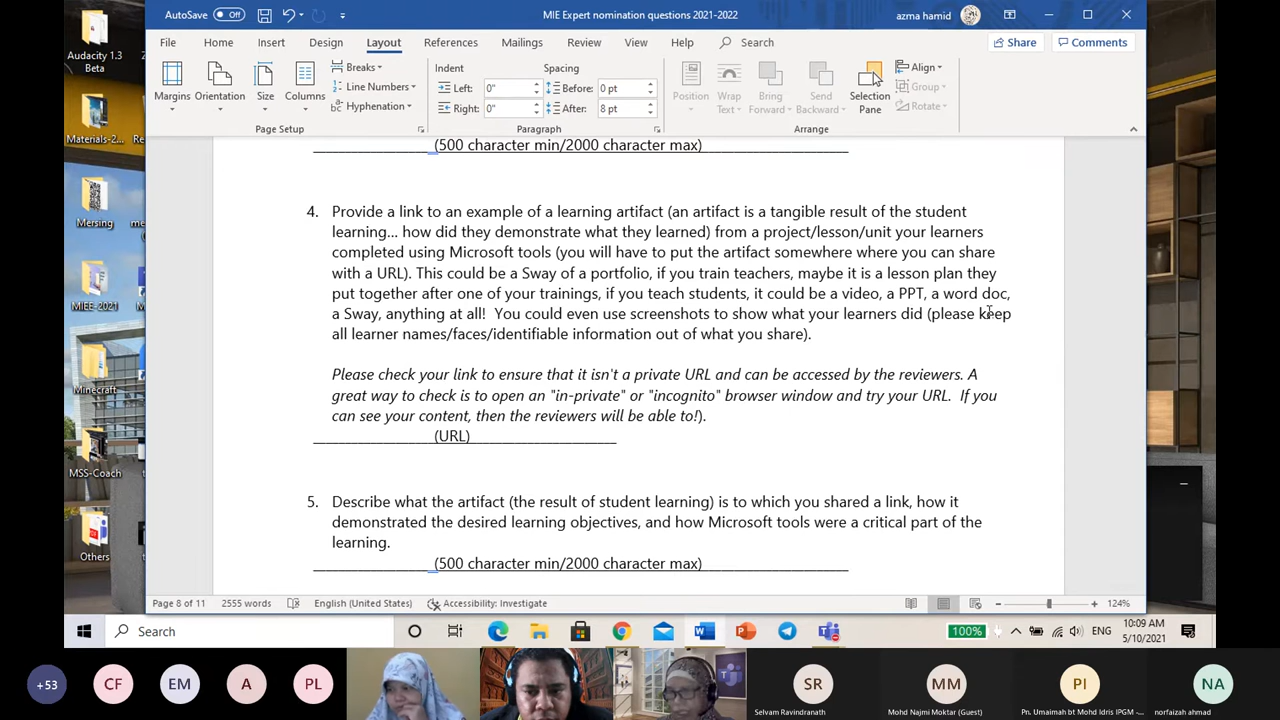 AutoSave Off
MIE Expert nomination questions 2021-2022
azma hamid
File Home Insert Design Layout References Mailings Review View Help Search Share Comments
Margins Orientation Size Columns
Breaks
Line Numbers
Hyphenation
Page Setup
Indent Spacing
Left: 0" Before: 0 pt
Right: 0" After: 8 pt
Paragraph
Position Wrap Text Bring Forward Send Backward Selection Pane
Align
Group
Rotate
Arrange
Audacity 1.3 Beta
Materials-2...
Mersing
MIEE-2021
Minecraft
MSS-Coach
Others
(500 character min/2000 character max)
4. Provide a link to an example of a learning artifact (an artifact is a tangible result of the student
learning... how did they demonstrate what they learned) from a project/lesson/unit your learners
completed using Microsoft tools (you will have to put the artifact somewhere where you can share
with a URL). This could be a Sway of a portfolio, if you train teachers, maybe it is a lesson plan they
put together after one of your trainings, if you teach students, it could be a video, a PPT, a word doc,
a Sway, anything at all! You could even use screenshots to show what your learners did (please keep
all learner names/faces/identifiable information out of what you share).
Please check your link to ensure that it isn't a private URL and can be accessed by the reviewers. A
great way to check is to open an "in-private" or "incognito" browser window and try your URL. If you
can see your content, then the reviewers will be able to!).
(URL)
5. Describe what the artifact (the result of student learning) is to which you shared a link, how it
demonstrated the desired learning objectives, and how Microsoft tools were a critical part of the
learning.
(500 character min/2000 character max)
Page 8 of 11 2555 words English (United States) Accessibility: Investigate 124%
Search
100% ENG
10:09 AM
5/10/2021
+53 CF EM A PL SR MM PI NA
Selvam Ravindranath Mohd Najmi Moktar (Guest) Pn. Umaimah bt Mohd Idris IPGM -... norfaizah ahmad